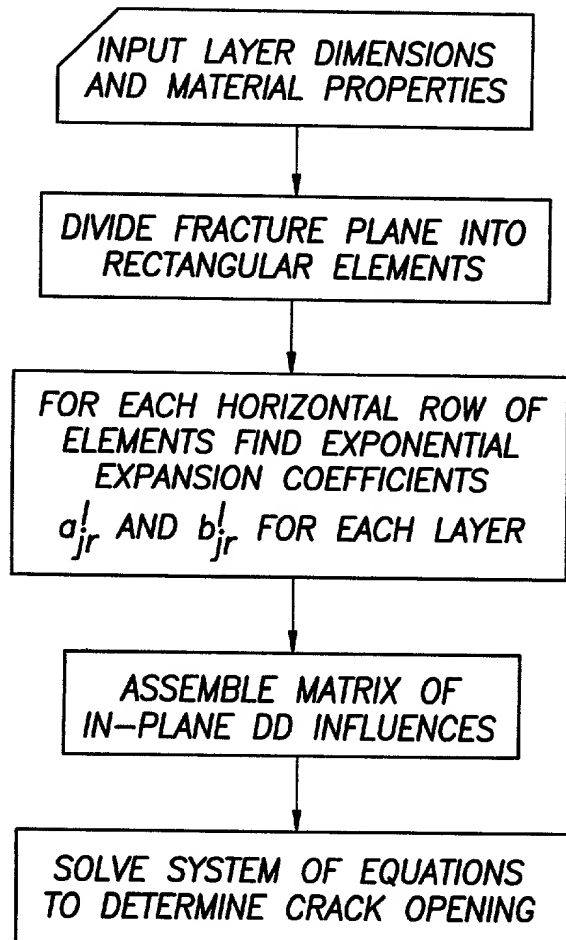 INPUT LAYER DIMENSIONS
AND MATERIAL PROPERTIES
DIVIDE FRACTURE PLANE INTO
RECTANGULAR ELEMENTS
FOR EACH HORIZONTAL ROW OF
ELEMENTS FIND EXPONENTIAL
EXPANSION COEFFICIENTS
a^l_jr AND b^l_jr FOR EACH LAYER
ASSEMBLE MATRIX OF
IN-PLANE DD INFLUENCES
SOLVE SYSTEM OF EQUATIONS
TO DETERMINE CRACK OPENING